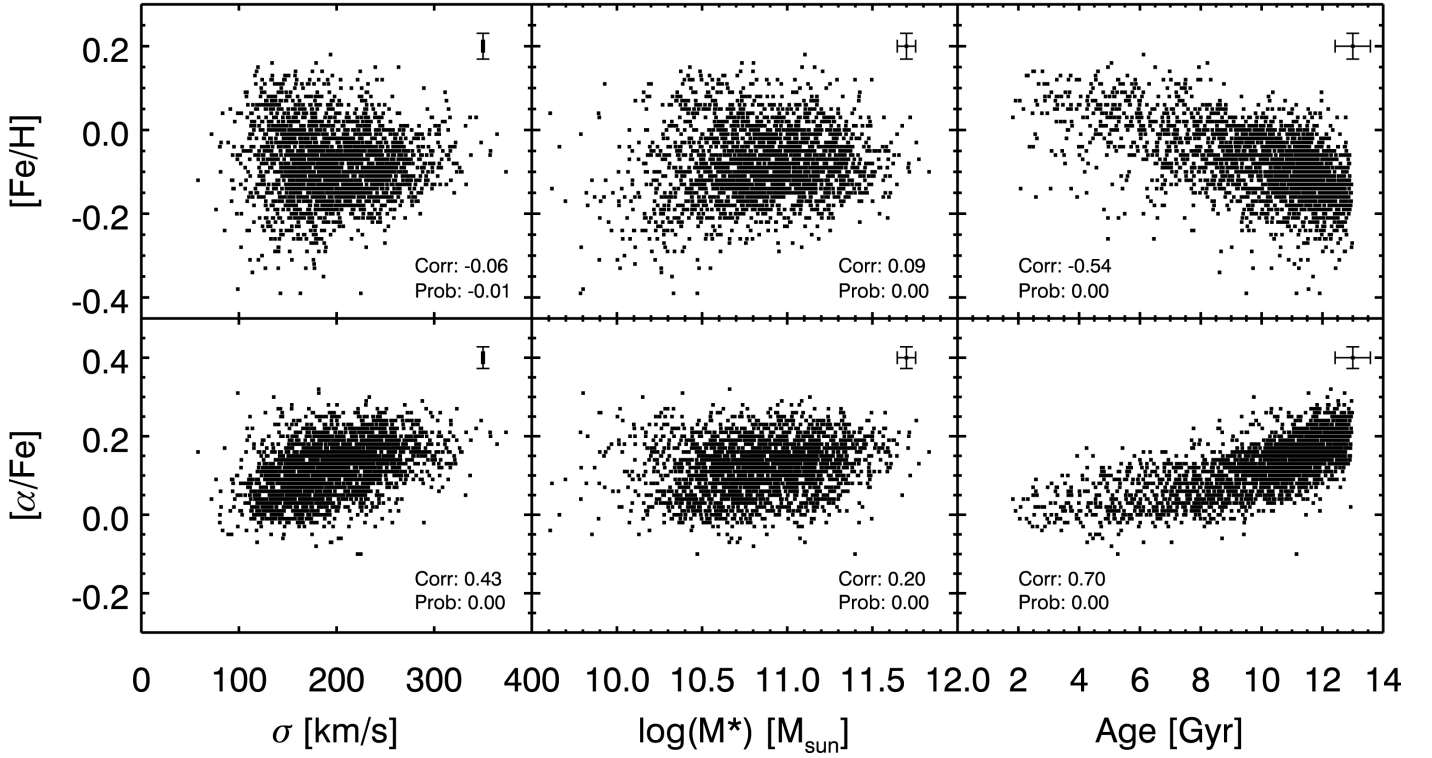 [Fe/H]
0.2
0.0
-0.2
-0.4
Corr: -0.06
Prob: -0.01
Corr: 0.09
Prob: 0.00
Corr: -0.54
Prob: 0.00
[α/Fe]
0.4
0.2
0.0
-0.2
Corr: 0.43
Prob: 0.00
Corr: 0.20
Prob: 0.00
Corr: 0.70
Prob: 0.00
0 100 200 300 400 10.0 10.5 11.0 11.5 12.0 2 4 6 8 10 12 14
σ [km/s] log(M*) [Msun] Age [Gyr]